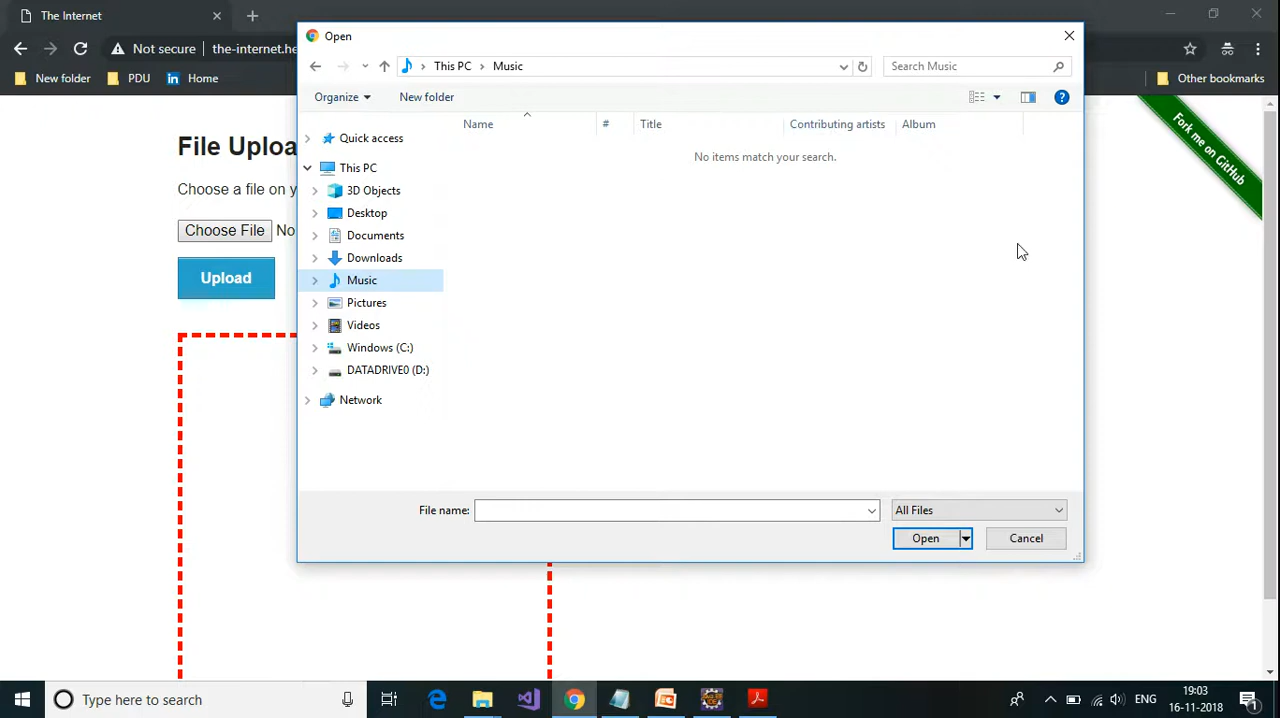 The Internet
Open
Not secure
the-internet.he
This PC
Music
Search Music
New folder
PDU
Home
Other bookmarks
Organize
New folder
Name
#
Title
Contributing artists
Album
No items match your search.
Quick access
This PC
3D Objects
Desktop
Documents
Downloads
Music
Pictures
Videos
Windows (C:)
DATADRIVE0 (D:)
Network
File Uploa
Choose a file on y
Choose File No
Upload
Fork me on GitHub
File name:
All Files
Open
Cancel
Type here to search
ENG
19:03
16-11-2018
1